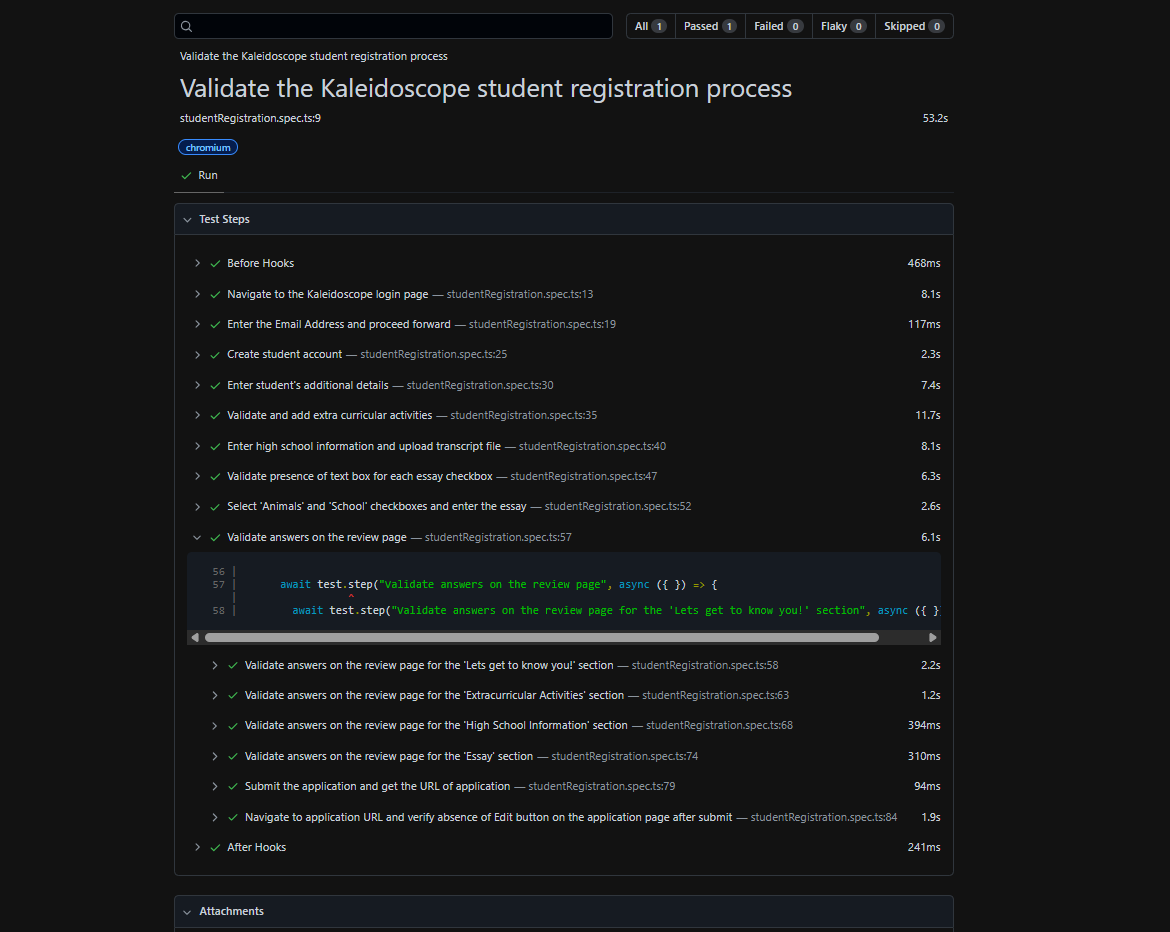 All 1 Passed 1 Failed 0 Flaky 0 Skipped 0
Validate the Kaleidoscope student registration process
Validate the Kaleidoscope student registration process
studentRegistration.spec.ts:9 53.2s
chromium
Run
Test Steps
Before Hooks 468ms
Navigate to the Kaleidoscope login page — studentRegistration.spec.ts:13 8.1s
Enter the Email Address and proceed forward — studentRegistration.spec.ts:19 117ms
Create student account — studentRegistration.spec.ts:25 2.3s
Enter student's additional details — studentRegistration.spec.ts:30 7.4s
Validate and add extra curricular activities — studentRegistration.spec.ts:35 11.7s
Enter high school information and upload transcript file — studentRegistration.spec.ts:40 8.1s
Validate presence of text box for each essay checkbox — studentRegistration.spec.ts:47 6.3s
Select 'Animals' and 'School' checkboxes and enter the essay — studentRegistration.spec.ts:52 2.6s
Validate answers on the review page — studentRegistration.spec.ts:57 6.1s
56 |
57 | await test.step("Validate answers on the review page", async ({ }) => {
| ^
58 | await test.step("Validate answers on the review page for the 'Lets get to know you!' section", async ({ }
Validate answers on the review page for the 'Lets get to know you!' section — studentRegistration.spec.ts:58 2.2s
Validate answers on the review page for the 'Extracurricular Activities' section — studentRegistration.spec.ts:63 1.2s
Validate answers on the review page for the 'High School Information' section — studentRegistration.spec.ts:68 394ms
Validate answers on the review page for the 'Essay' section — studentRegistration.spec.ts:74 310ms
Submit the application and get the URL of application — studentRegistration.spec.ts:79 94ms
Navigate to application URL and verify absence of Edit button on the application page after submit — studentRegistration.spec.ts:84 1.9s
After Hooks 241ms
Attachments